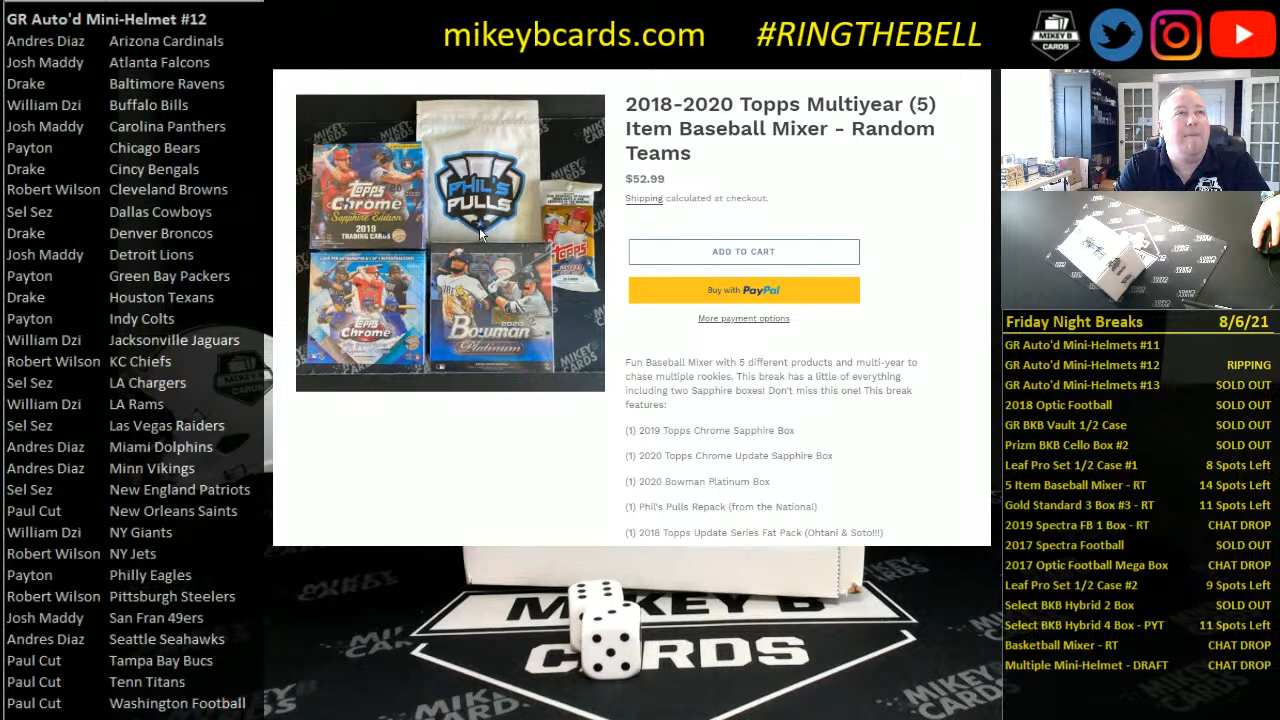 GR Auto'd Mini-Helmet #12
Andres Diaz Arizona Cardinals
Josh Maddy Atlanta Falcons
Drake Baltimore Ravens
William Dzi Buffalo Bills
Josh Maddy Carolina Panthers
Payton Chicago Bears
Drake Cincy Bengals
Robert Wilson Cleveland Browns
Sel Sez Dallas Cowboys
Drake Denver Broncos
Josh Maddy Detroit Lions
Payton Green Bay Packers
Drake Houston Texans
Payton Indy Colts
William Dzi Jacksonville Jaguars
Robert Wilson KC Chiefs
Sel Sez LA Chargers
William Dzi LA Rams
Sel Sez Las Vegas Raiders
Andres Diaz Miami Dolphins
Andres Diaz Minn Vikings
Sel Sez New England Patriots
Paul Cut New Orleans Saints
William Dzi NY Giants
Robert Wilson NY Jets
Payton Philly Eagles
Robert Wilson Pittsburgh Steelers
Josh Maddy San Fran 49ers
Andres Diaz Seattle Seahawks
Paul Cut Tampa Bay Bucs
Paul Cut Tenn Titans
Paul Cut Washington Football
mikeybcards.com #RINGTHEBELL
MIKEY B
CARDS
PHIL'S
PULLS
Topps
Chrome
Sapphire Edition
2019
TRADING CARDS
Topps
Chrome
2020
Bowman
Platinum
TOPPS
2018-2020 Topps Multiyear (5)
Item Baseball Mixer - Random
Teams
$52.99
Shipping calculated at checkout.
ADD TO CART
Buy with PayPal
More payment options
Fun Baseball Mixer with 5 different products and multi-year to
chase multiple rookies. This break has a little of everything
including two Sapphire boxes! Don't miss this one! This break
features:
(1) 2019 Topps Chrome Sapphire Box
(1) 2020 Topps Chrome Update Sapphire Box
(1) 2020 Bowman Platinum Box
(1) Phil's Pulls Repack (from the National)
(1) 2018 Topps Update Series Fat Pack (Ohtani & Soto!!!)
MIKEY B
CARDS
Friday Night Breaks 8/6/21
GR Auto'd Mini-Helmets #11
GR Auto'd Mini-Helmets #12 RIPPING
GR Auto'd Mini-Helmets #13 SOLD OUT
2018 Optic Football SOLD OUT
GR BKB Vault 1/2 Case SOLD OUT
Prizm BKB Cello Box #2 SOLD OUT
Leaf Pro Set 1/2 Case #1 8 Spots Left
5 Item Baseball Mixer - RT 14 Spots Left
Gold Standard 3 Box #3 - RT 11 Spots Left
2019 Spectra FB 1 Box - RT CHAT DROP
2017 Spectra Football SOLD OUT
2017 Optic Football Mega Box CHAT DROP
Leaf Pro Set 1/2 Case #2 9 Spots Left
Select BKB Hybrid 2 Box SOLD OUT
Select BKB Hybrid 4 Box - PYT 11 Spots Left
Basketball Mixer - RT CHAT DROP
Multiple Mini-Helmet - DRAFT CHAT DROP